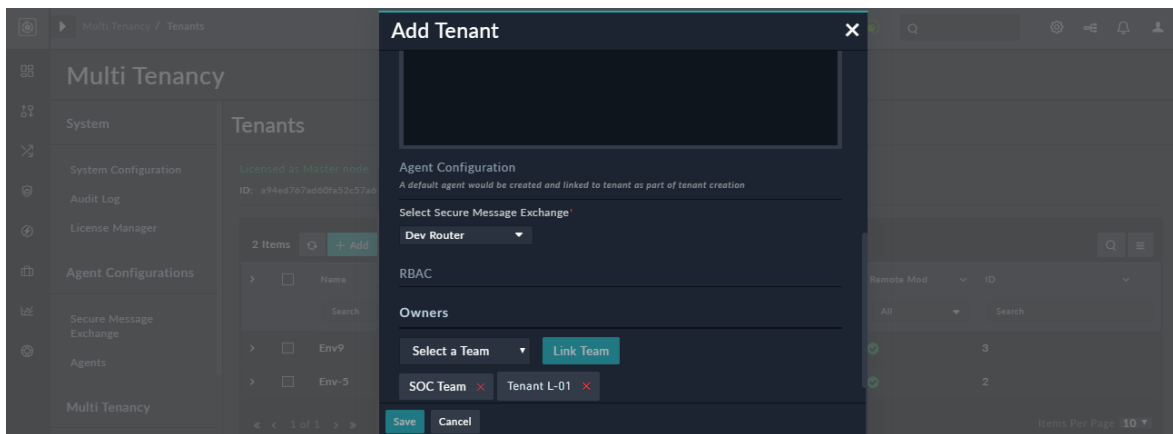 Multi Tenancy / Tenants
Add Tenant
Multi Tenancy
System
System Configuration
Audit Log
License Manager
Agent Configurations
Secure Message
Exchange
Agents
Multi Tenancy
Tenants
Licensed as Master node
ID:
2 Items
+ Add
Name
Remote Mod
ID
Search
All
Search
Env9
3
Env-5
2
1 of 1
Items Per Page 10
Agent Configuration
A default agent would be created and linked to tenant as part of tenant creation
Select Secure Message Exchange*
Dev Router
RBAC
Owners
Select a Team
Link Team
SOC Team
Tenant L-01
Save
Cancel